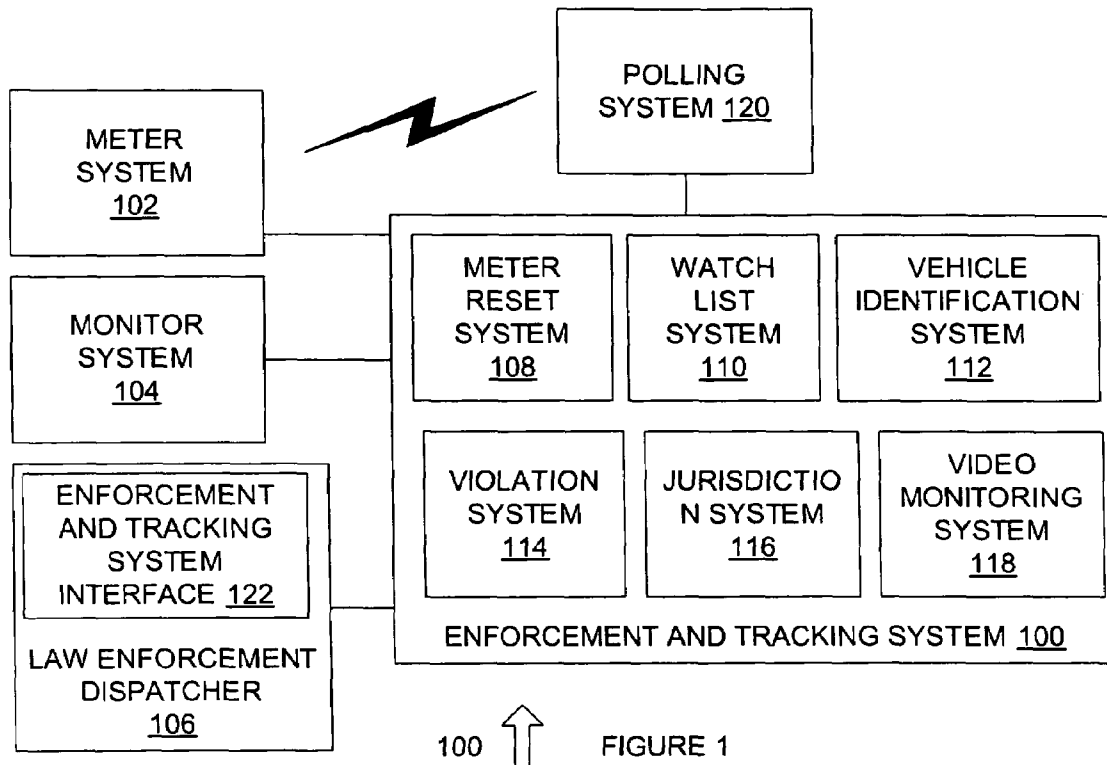 POLLING
SYSTEM 120
METER
SYSTEM
102
MONITOR
SYSTEM
104
ENFORCEMENT
AND TRACKING
SYSTEM
INTERFACE 122
LAW ENFORCEMENT
DISPATCHER
106
METER
RESET
SYSTEM
108
WATCH
LIST
SYSTEM
110
VEHICLE
IDENTIFICATION
SYSTEM
112
VIOLATION
SYSTEM
114
JURISDICTIO
N SYSTEM
116
VIDEO
MONITORING
SYSTEM
118
ENFORCEMENT AND TRACKING SYSTEM 100
100
FIGURE 1